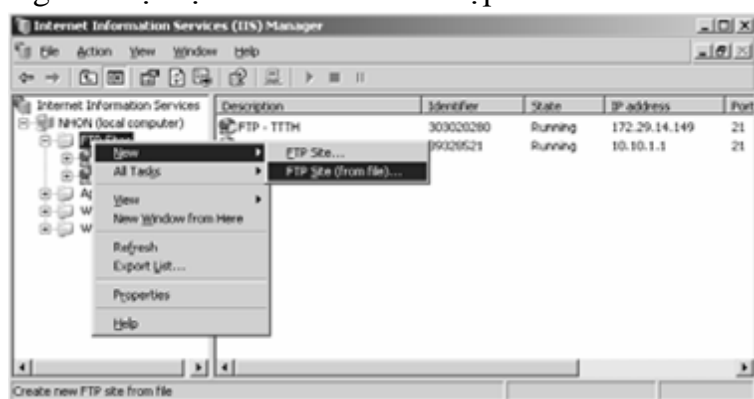 Internet Information Services (IIS) Manager
File Action View Window Help
Internet Information Services
NHON (local computer)
Description Identifier State IP address Port
FTP - TTTH 303020280 Running 172.29.14.149 21
Running 10.10.1.1 21
New
All Tasks
View
New Window from Here
Refresh
Export List...
Properties
Help
FTP Site...
FTP Site (from file)...
Create new FTP site from file